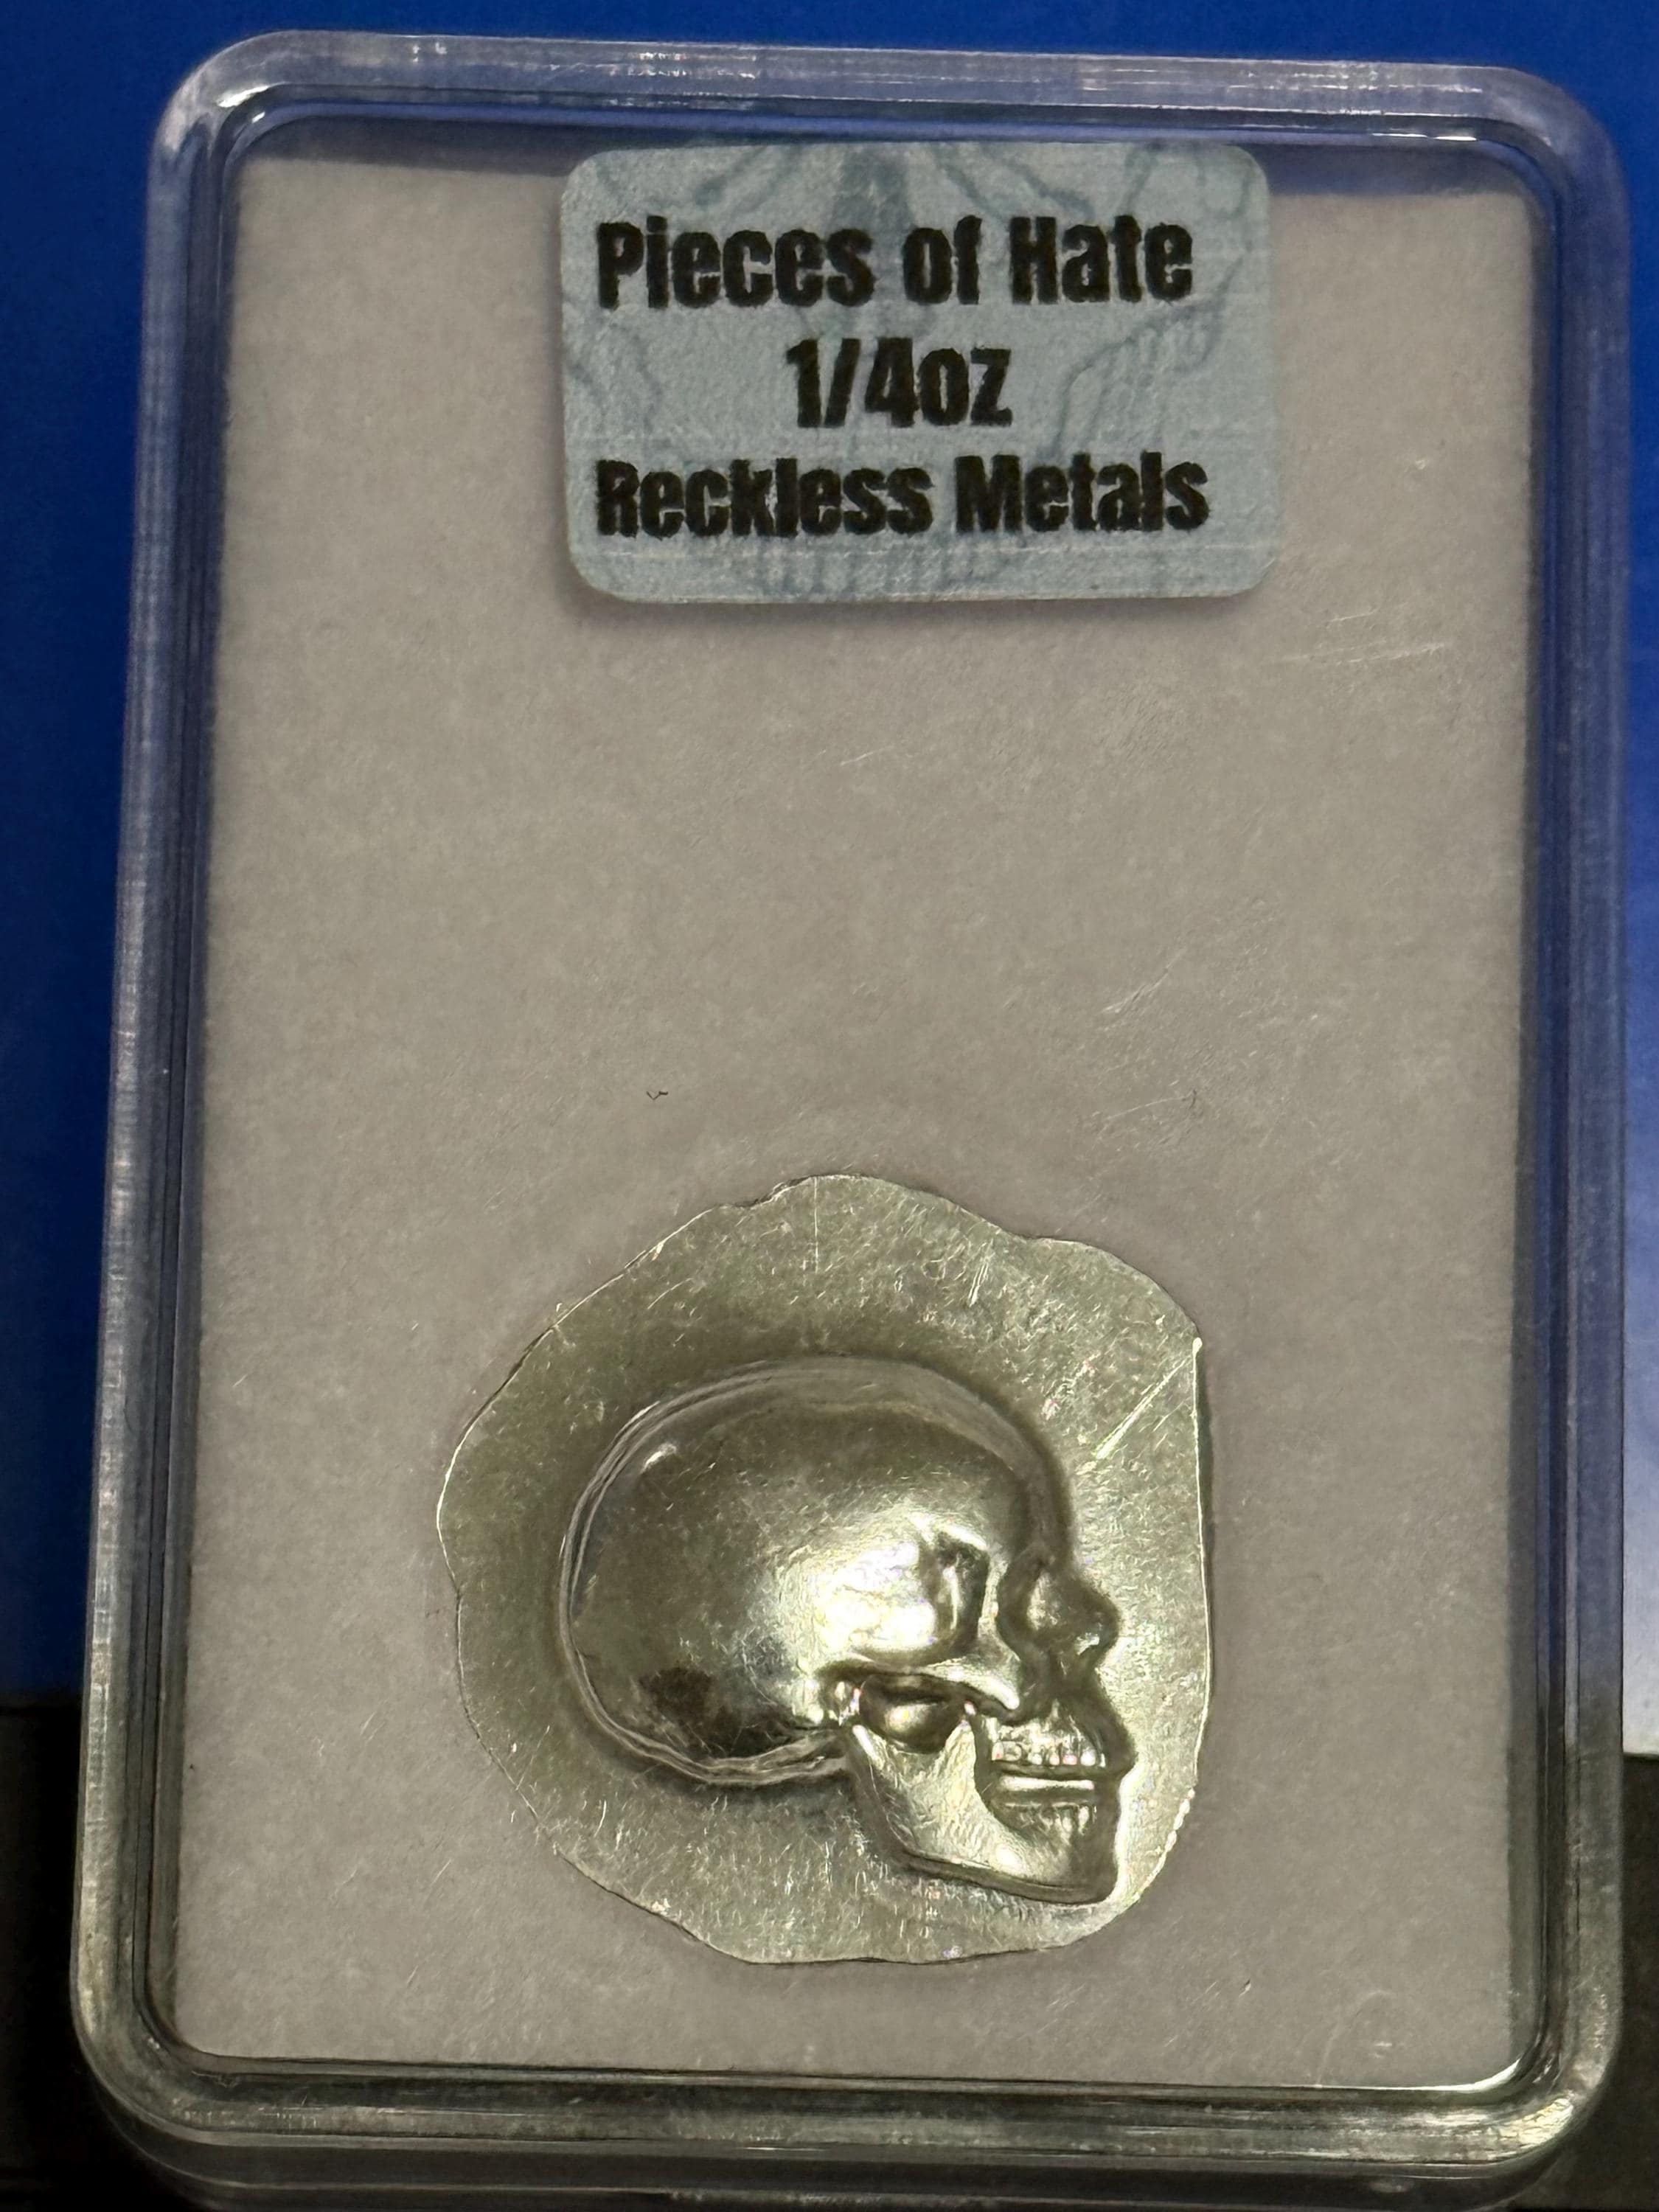 Pieces of Hate
1/4oz
Reckless Metals